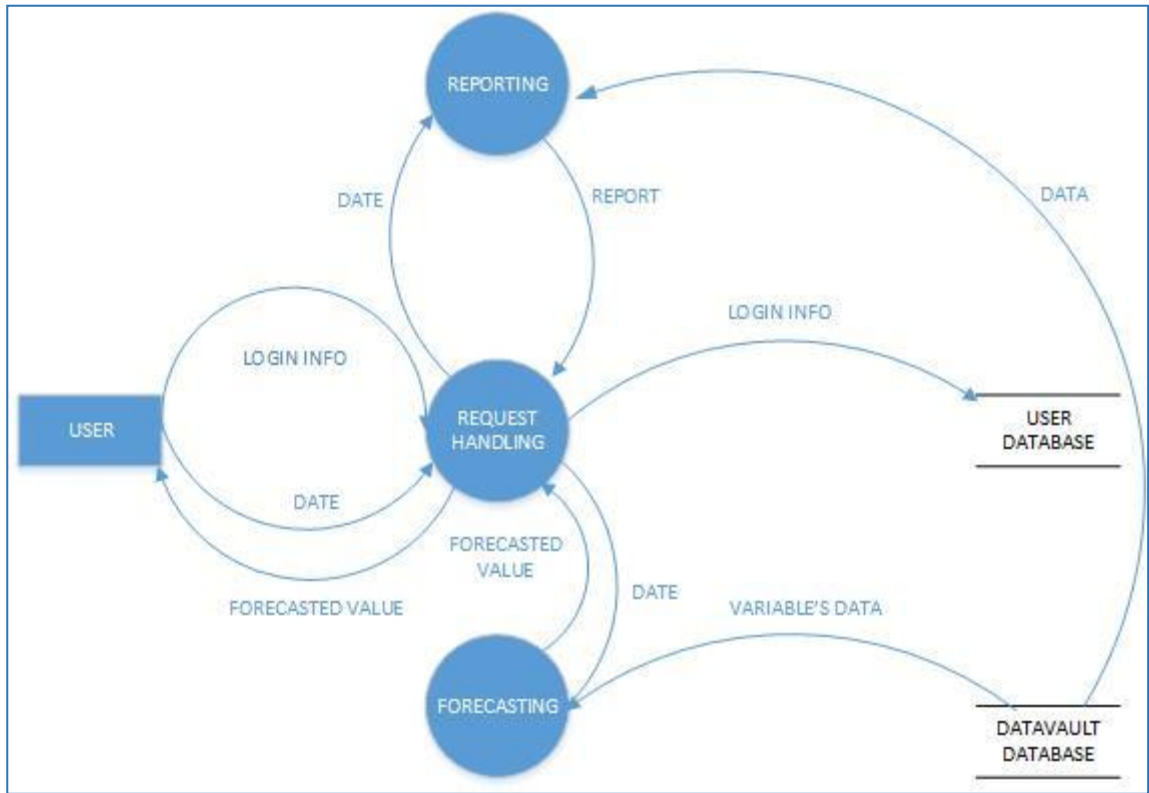 REPORTING
DATE
REPORT
DATA
LOGIN INFO
LOGIN INFO
USER
REQUEST
HANDLING
USER
DATABASE
DATE
FORECASTED
VALUE
FORECASTED VALUE
DATE
VARIABLE'S DATA
FORECASTING
DATAVAULT
DATABASE